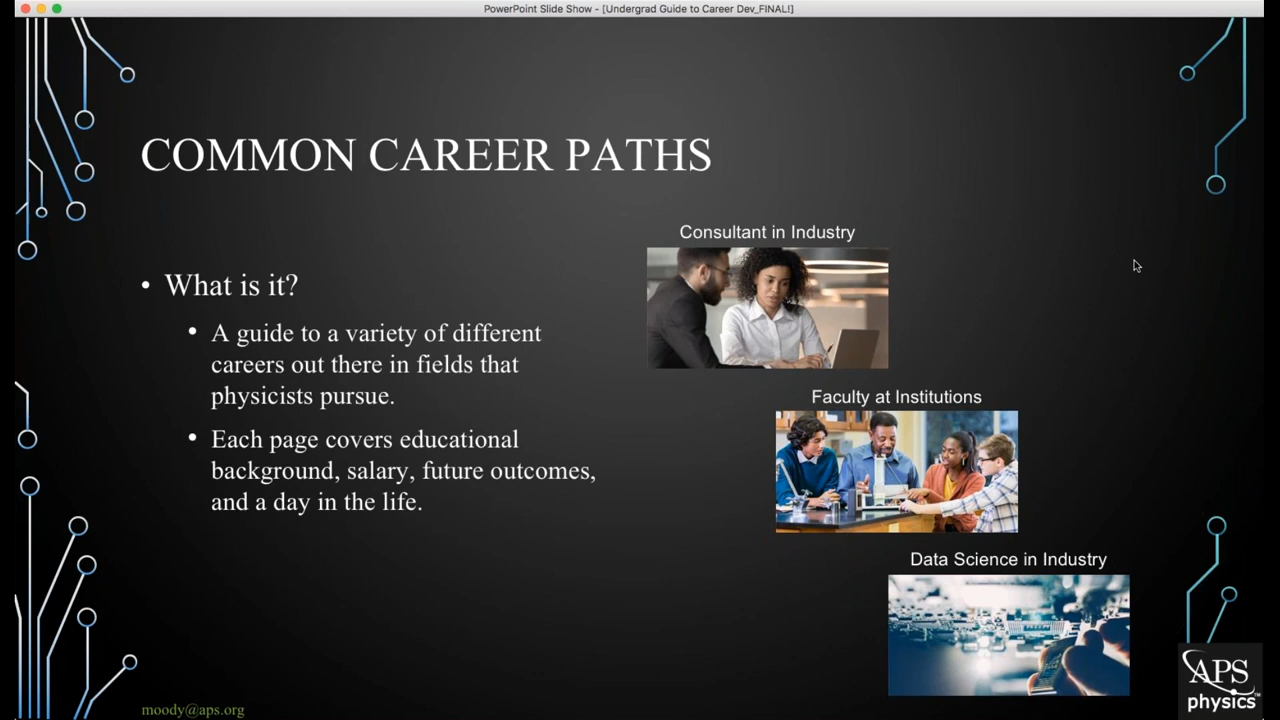 PowerPoint Slide Show - [Undergrad Guide to Career Dev_FINAL!]
COMMON CAREER PATHS
• What is it?
• A guide to a variety of different
careers out there in fields that
physicists pursue.
• Each page covers educational
background, salary, future outcomes,
and a day in the life.
Consultant in Industry
Faculty at Institutions
Data Science in Industry
moody@aps.org
APS
physics™